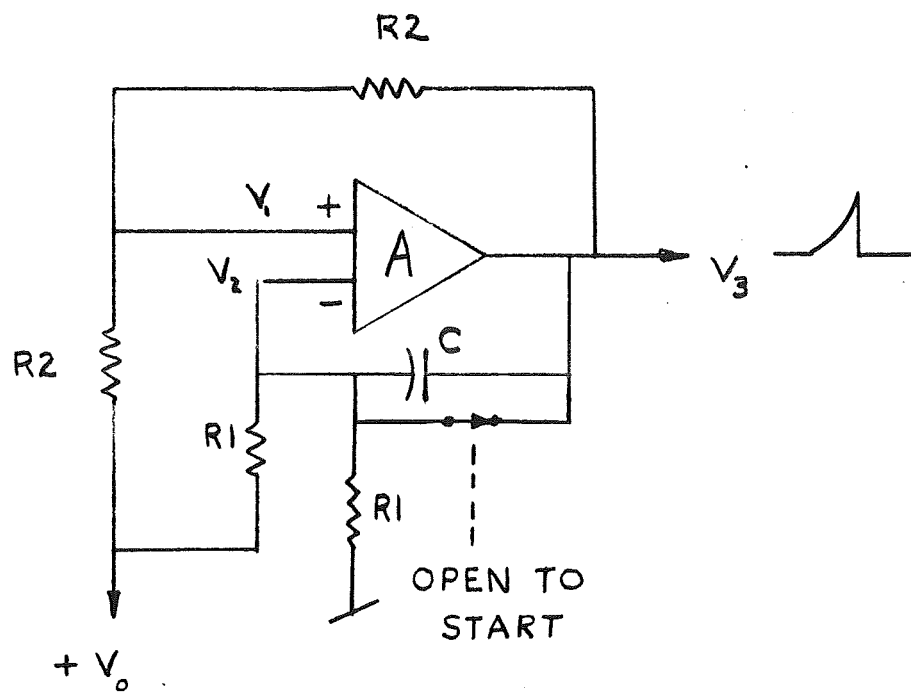 R2
V₁
+
A
V₂
−
V₃
C
R2
R1
R1
OPEN TO
START
+ V₀